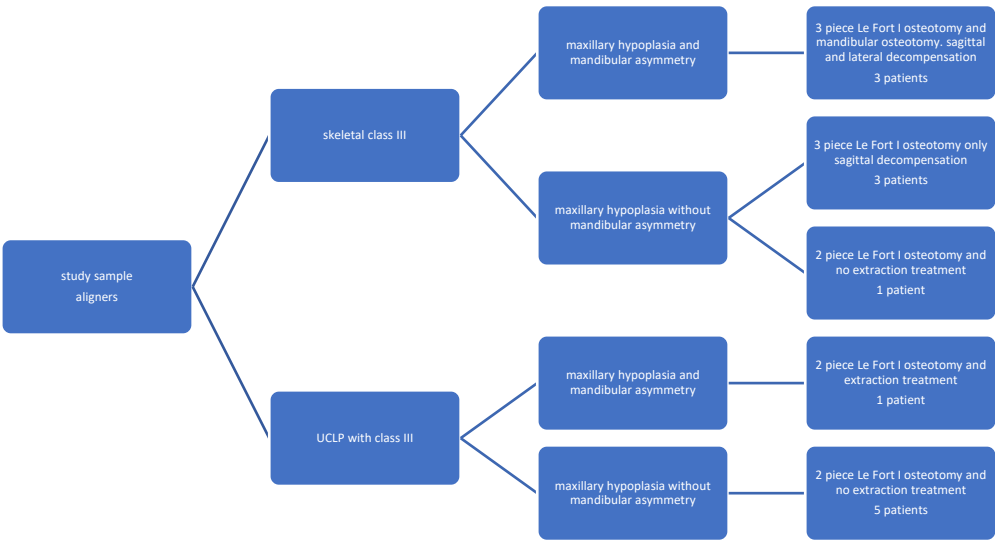 study sample
aligners
skeletal class III
UCLP with class III
maxillary hypoplasia and
mandibular asymmetry
maxillary hypoplasia without
mandibular asymmetry
maxillary hypoplasia and
mandibular asymmetry
maxillary hypoplasia without
mandibular asymmetry
3 piece Le Fort I osteotomy and
mandibular osteotomy. sagittal
and lateral decompensation
3 patients
3 piece Le Fort I osteotomy only
sagittal decompensation
3 patients
2 piece Le Fort I osteotomy and
no extraction treatment
1 patient
2 piece Le Fort I osteotomy and
extraction treatment
1 patient
2 piece Le Fort I osteotomy and
no extraction treatment
5 patients